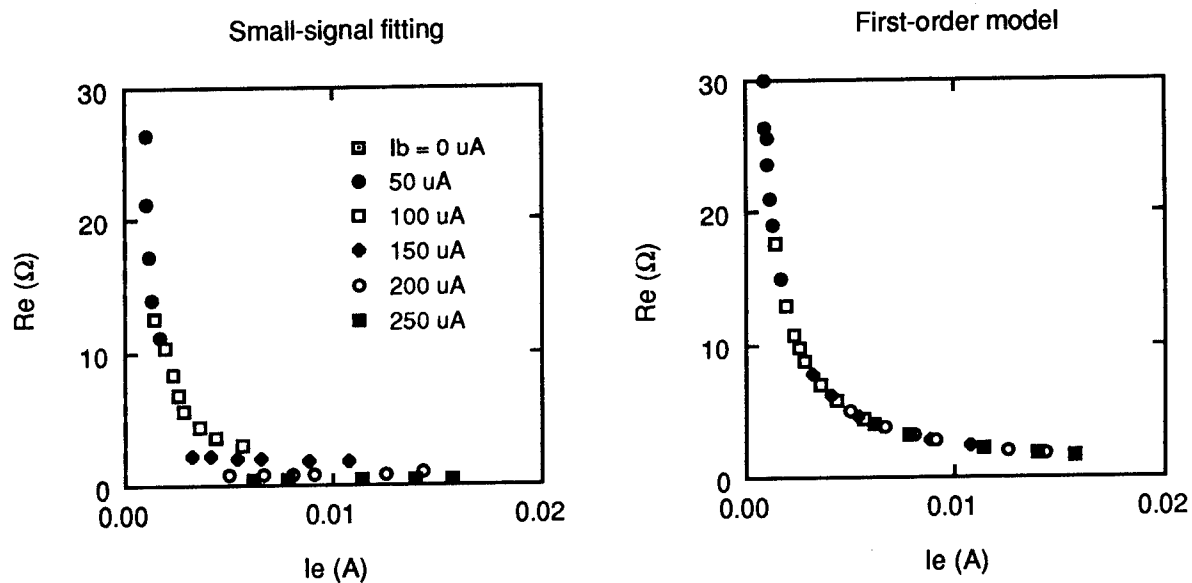 Small-signal fitting
30
20
10
0
0.00
0.01
0.02
Re (Ω)
Ie (A)
Ib = 0 uA
50 uA
100 uA
150 uA
200 uA
250 uA
First-order model
30
20
10
0
0.00
0.01
0.02
Re (Ω)
Ie (A)